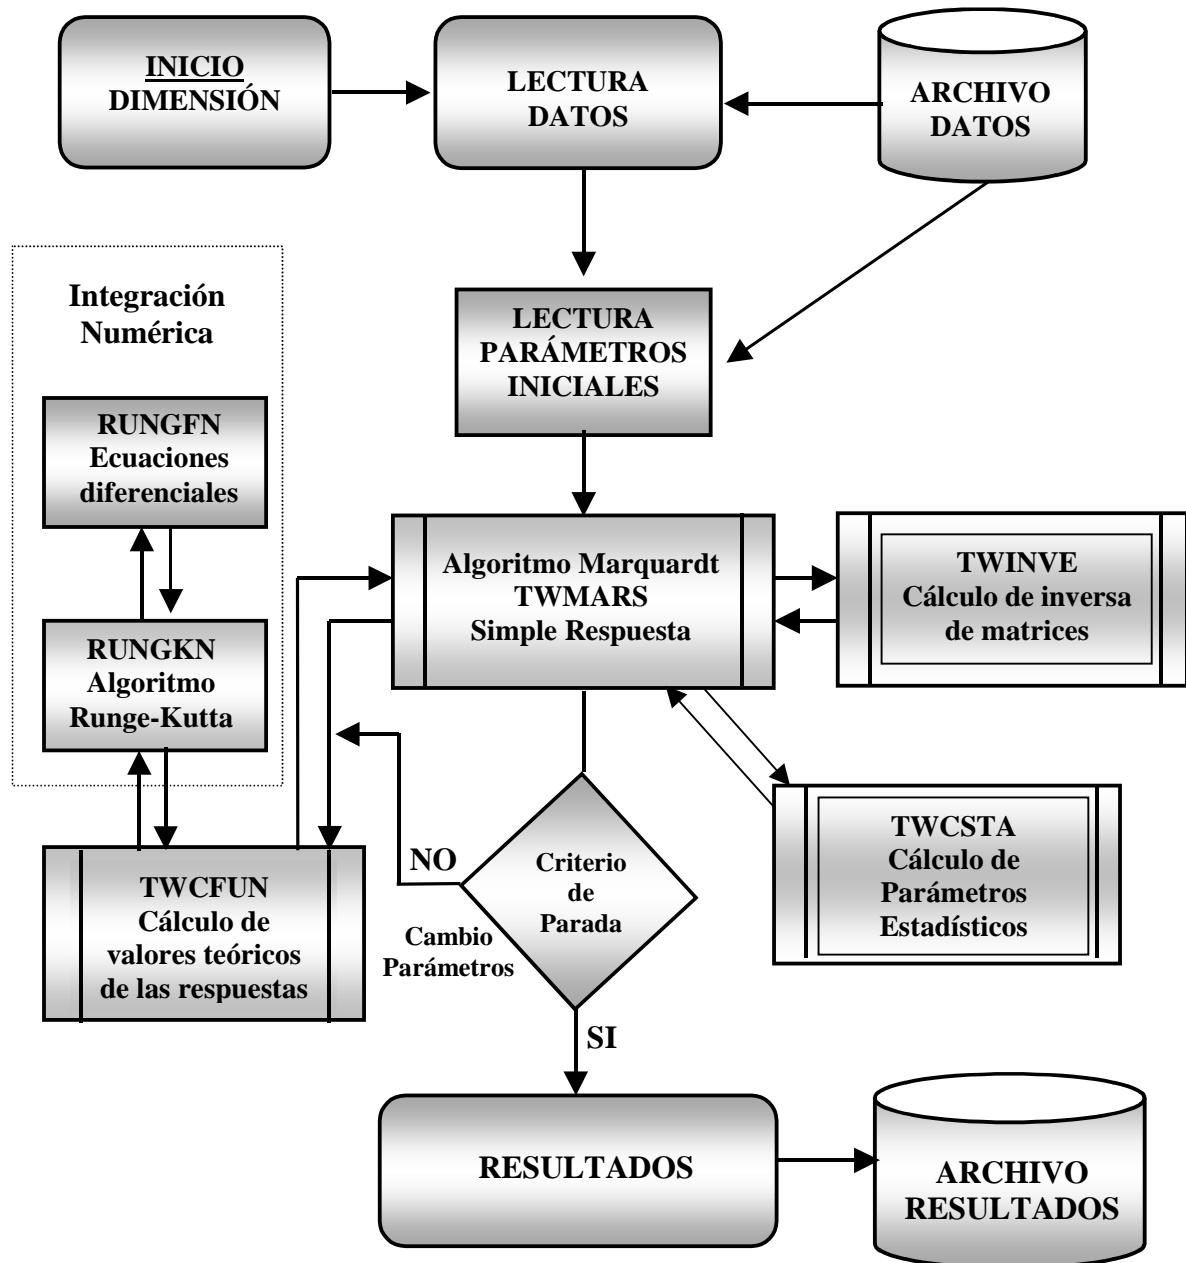 INICIO
DIMENSIÓN
LECTURA
DATOS
ARCHIVO
DATOS
Integración
Numérica
LECTURA
PARÁMETROS
INICIALES
RUNGFN
Ecuaciones
diferenciales
Algoritmo Marquardt
TWMARS
Simple Respuesta
TWINVE
Cálculo de inversa
de matrices
RUNGKN
Algoritmo
Runge-Kutta
TWCSTA
Cálculo de
Parámetros
Estadísticos
TWCFUN
Cálculo de
valores teóricos
de las respuestas
NO
Cambio
Parámetros
Criterio
de
Parada
SI
RESULTADOS
ARCHIVO
RESULTADOS